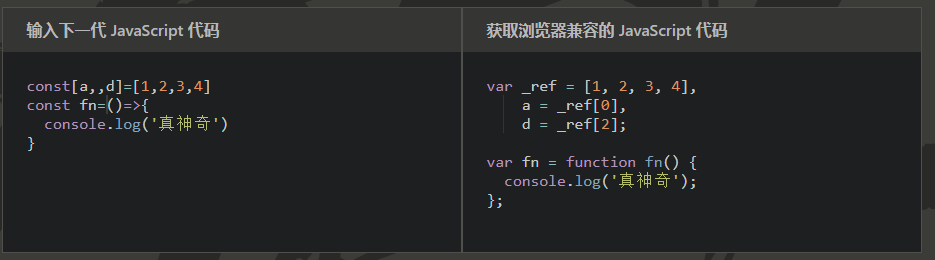 输入下一代 JavaScript 代码
const[a,,d]=[1,2,3,4]
const fn=()=>{
  console.log('真神奇')
}
获取浏览器兼容的 JavaScript 代码
var _ref = [1, 2, 3, 4],
    a = _ref[0],
    d = _ref[2];
var fn = function fn() {
  console.log('真神奇');
};